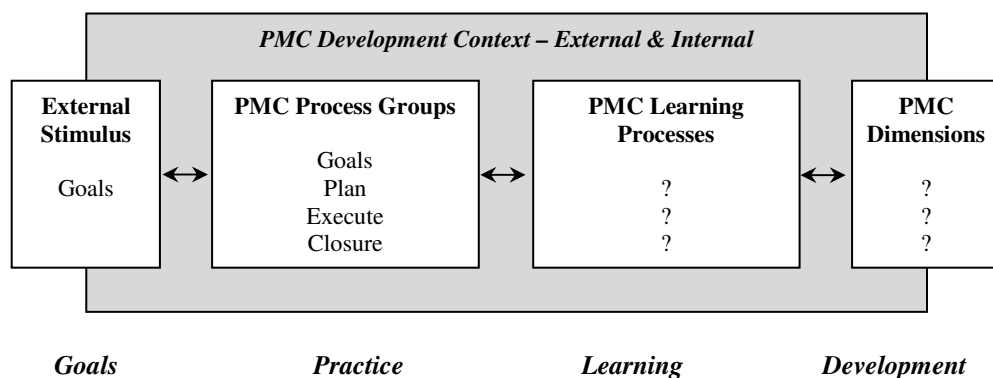 PMC Development Context – External & Internal
External
Stimulus
Goals
PMC Process Groups
Goals
Plan
Execute
Closure
PMC Learning
Processes
?
?
?
PMC
Dimensions
?
?
?
Goals
Practice
Learning
Development